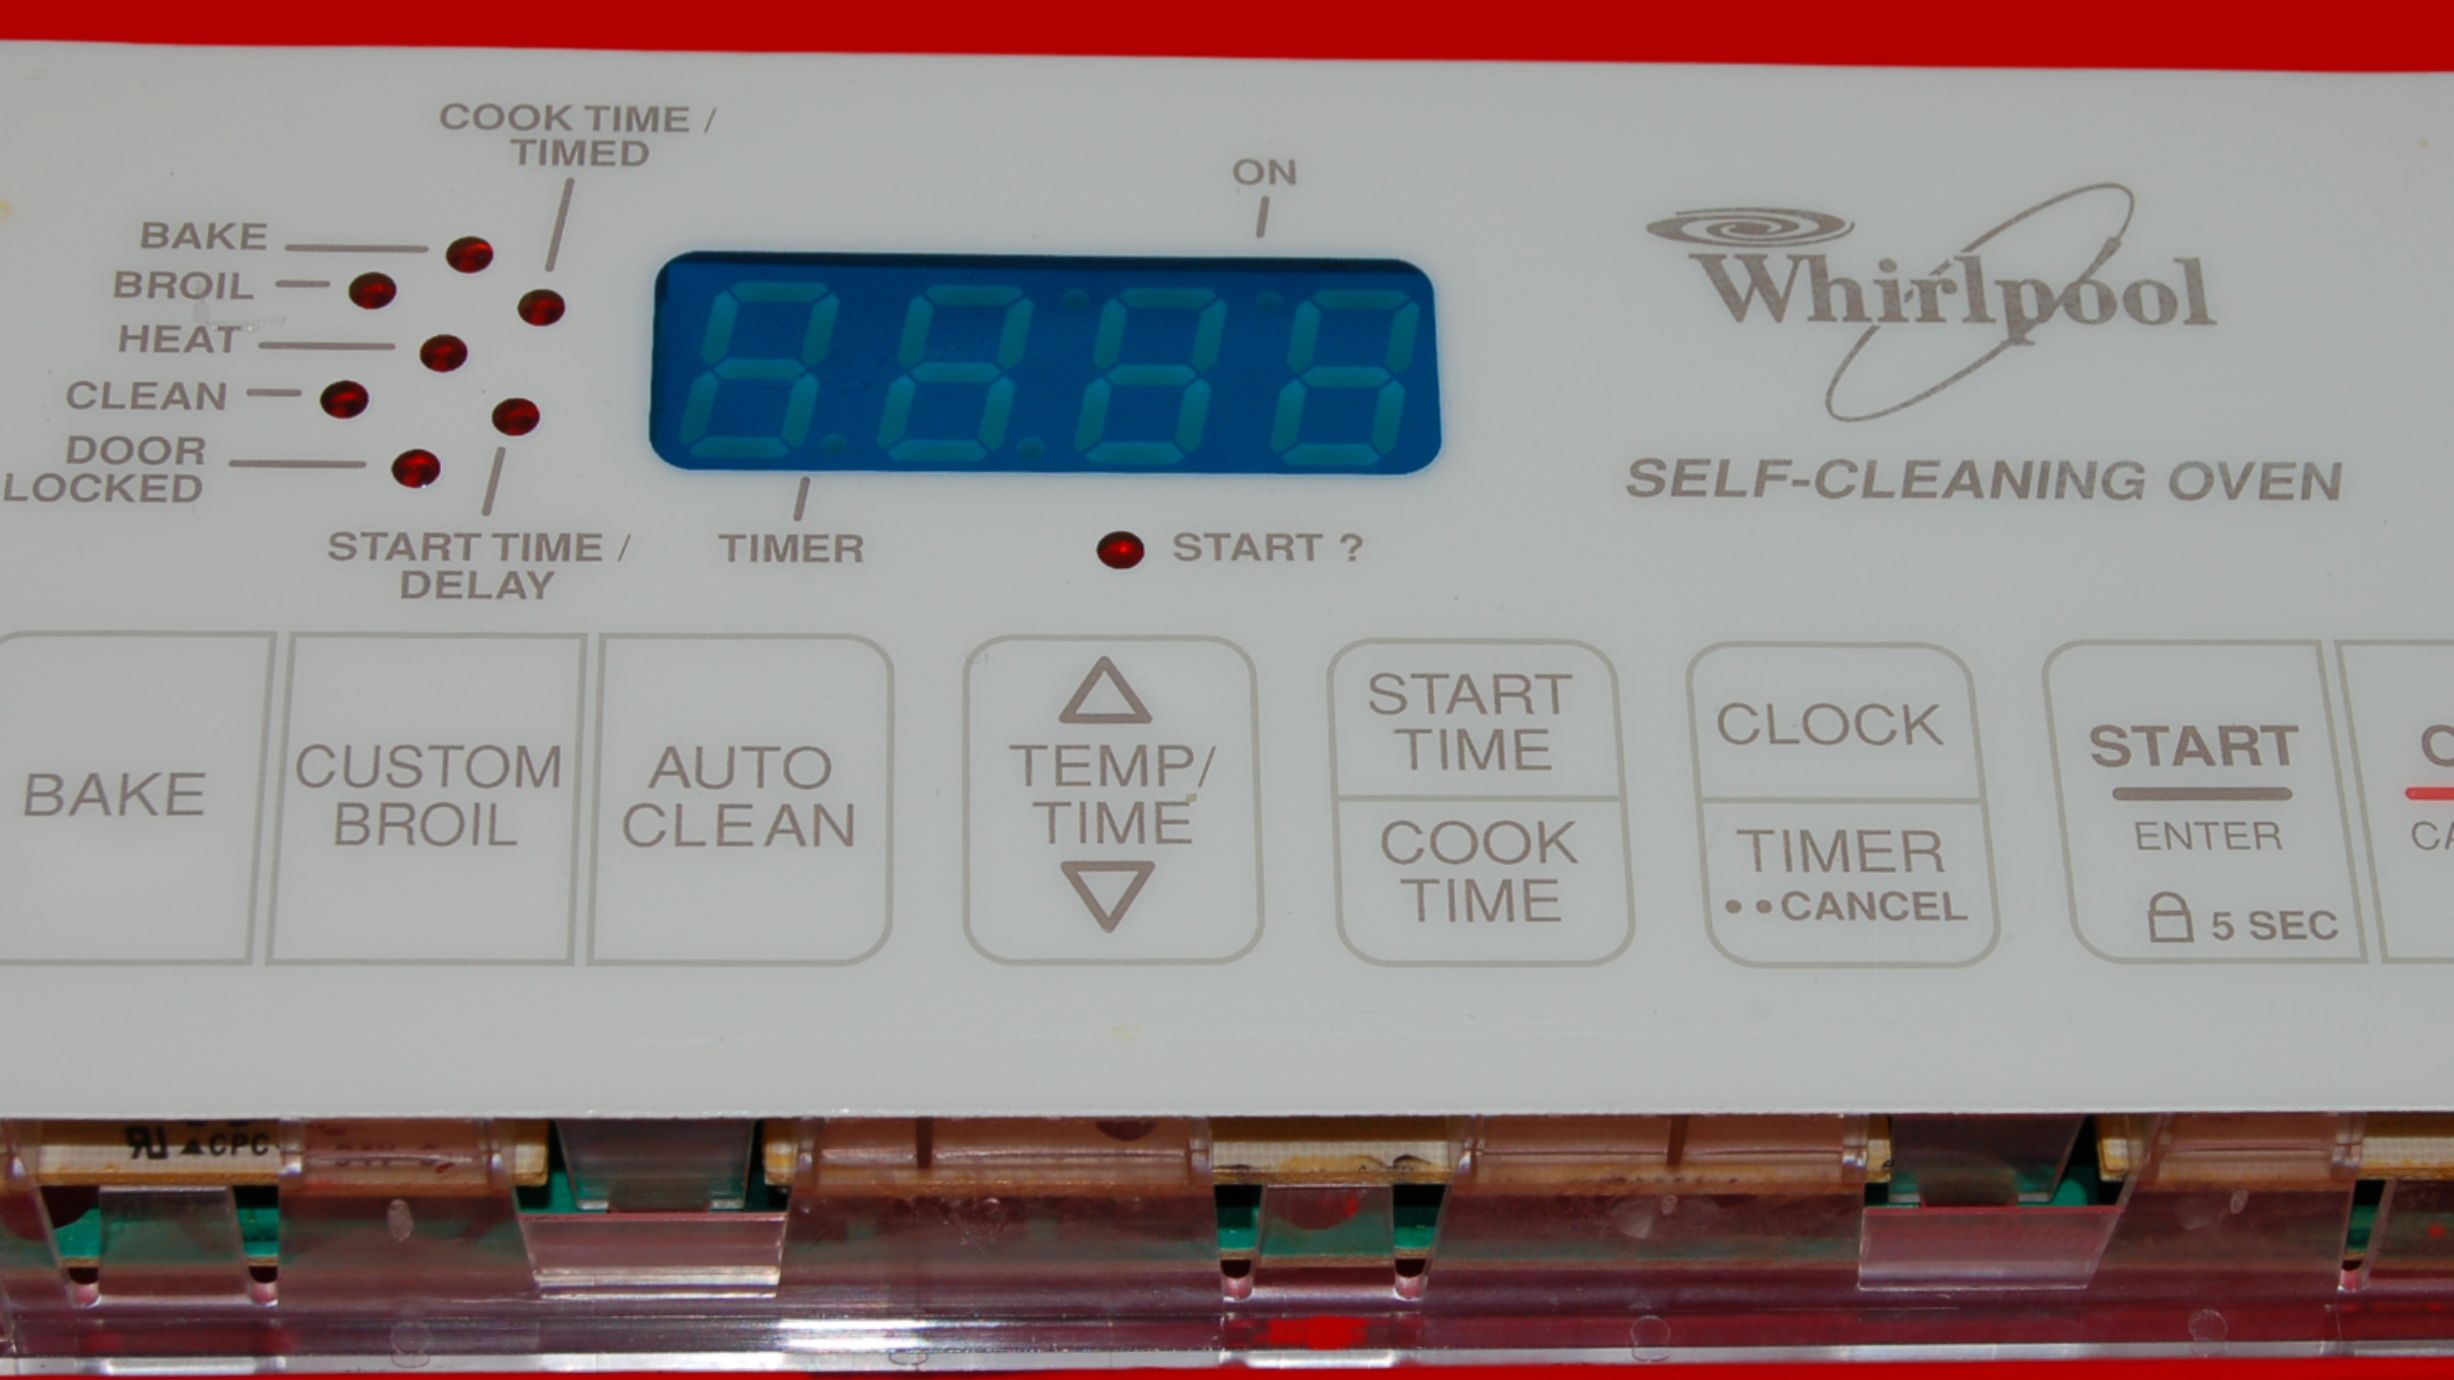 COOK TIME /
TIMED
ON
BAKE
BROIL
HEAT
CLEAN
DOOR
LOCKED
START TIME /
DELAY
TIMER
START ?
Whirlpool
SELF-CLEANING OVEN
BAKE
CUSTOM
BROIL
AUTO
CLEAN
TEMP/
TIME
START
TIME
COOK
TIME
CLOCK
TIMER
••CANCEL
START
ENTER
5 SEC
CPC